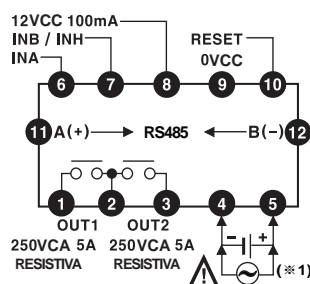 12VCC 100mA
INB / INH
INA
RESET
0VCC
6 7 8 9 10
11 A(+) RS485 B(-) 12
1 2 3 4 5
OUT1 OUT2
250VCA 5A 250VCA 5A
RESISTIVA RESISTIVA
- +
! (※1)